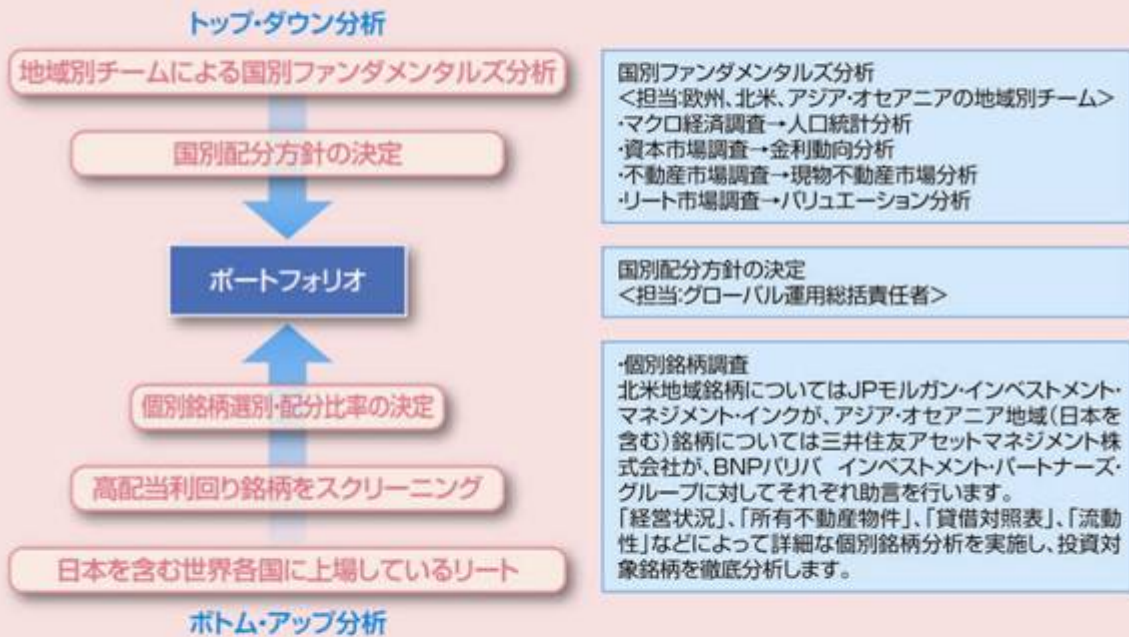 トップ・ダウン分析
地域別チームによる国別ファンダメンタルズ分析
国別配分方針の決定
ポートフォリオ
個別銘柄選別・配分比率の決定
高配当利回り銘柄をスクリーニング
日本を含む世界各国に上場しているリート
ボトム・アップ分析
国別ファンダメンタルズ分析
<担当:欧州、北米、アジア・オセアニアの地域別チーム>
・マクロ経済調査→人口統計分析
・資本市場調査→金利動向分析
・不動産市場調査→現物不動産市場分析
・リート市場調査→バリュエーション分析
国別配分方針の決定
<担当:グローバル運用総括責任者>
・個別銘柄調査
北米地域銘柄についてはJPモルガン・インベストメント・
マネジメント・インクが、アジア・オセアニア地域(日本を
含む)銘柄については三井住友アセットマネジメント株
式会社が、BNPパリバ インベストメント・パートナーズ・
グループに対してそれぞれ助言を行います。
「経営状況」、「所有不動産物件」、「貸借対照表」、「流動
性」などによって詳細な個別銘柄分析を実施し、投資対
象銘柄を徹底分析します。